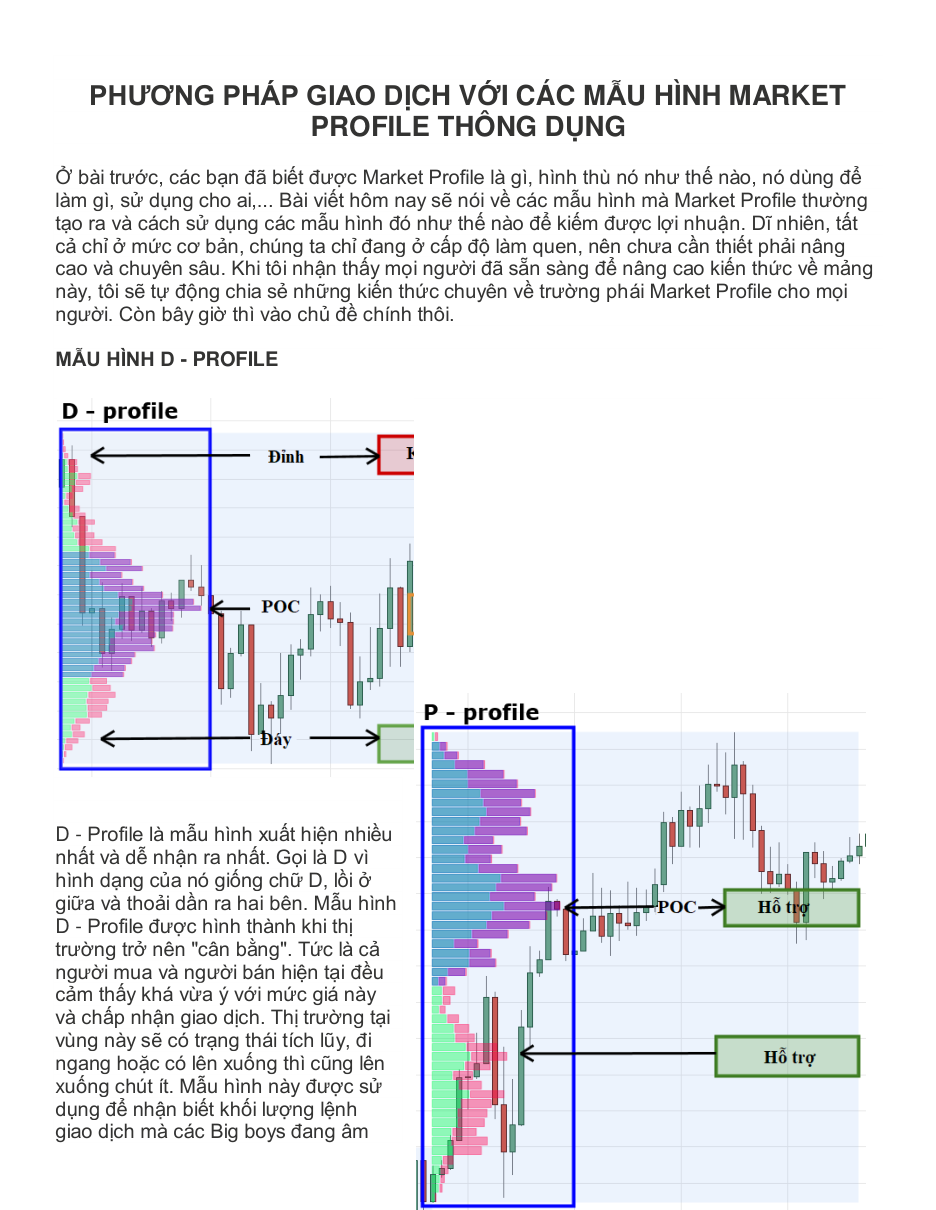 PHƯƠNG PHÁP GIAO DỊCH VỚI CÁC MẪU HÌNH MARKET
PROFILE THÔNG DỤNG
Ở bài trước, các bạn đã biết được Market Profile là gì, hình thù nó như thế nào, nó dùng để
làm gì, sử dụng cho ai,... Bài viết hôm nay sẽ nói về các mẫu hình mà Market Profile thường
tạo ra và cách sử dụng các mẫu hình đó như thế nào để kiếm được lợi nhuận. Dĩ nhiên, tất
cả chỉ ở mức cơ bản, chúng ta chỉ đang ở cấp độ làm quen, nên chưa cần thiết phải nâng
cao và chuyên sâu. Khi tôi nhận thấy mọi người đã sẵn sàng để nâng cao kiến thức về mảng
này, tôi sẽ tự động chia sẻ những kiến thức chuyên về trường phái Market Profile cho mọi
người. Còn bây giờ thì vào chủ đề chính thôi.
MẪU HÌNH D - PROFILE
D – profile
Đỉnh
K
POC
Đáy
P – profile
POC
Hỗ trợ
Hỗ trợ
D - Profile là mẫu hình xuất hiện nhiều
nhất và dễ nhận ra nhất. Gọi là D vì
hình dạng của nó giống chữ D, lồi ở
giữa và thoải dần ra hai bên. Mẫu hình
D - Profile được hình thành khi thị
trường trở nên "cân bằng". Tức là cả
người mua và người bán hiện tại đều
cảm thấy khá vừa ý với mức giá này
và chấp nhận giao dịch. Thị trường tại
vùng này sẽ có trạng thái tích lũy, đi
ngang hoặc có lên xuống thì cũng lên
xuống chút ít. Mẫu hình này được sử
dụng để nhận biết khối lượng lệnh
giao dịch mà các Big boys đang âm